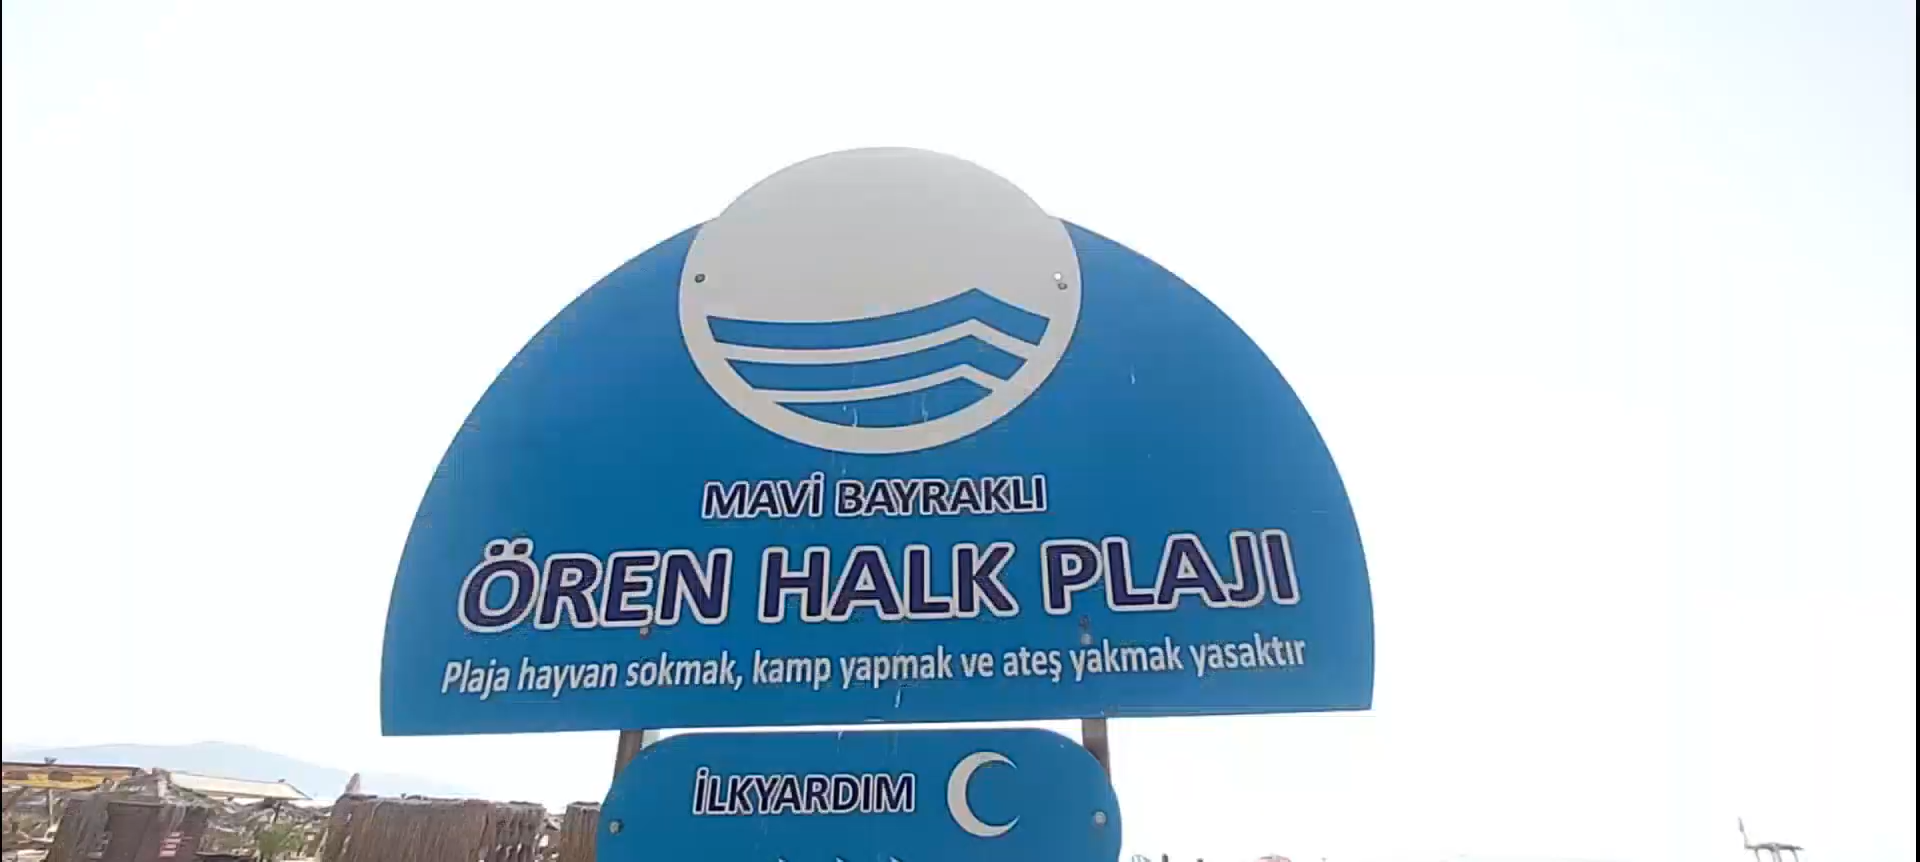 MAVİ BAYRAKLI
ÖREN HALK PLAJI
Plaja hayvan sokmak, kamp yapmak ve ateş yakmak yasaktır
İLKYARDIM